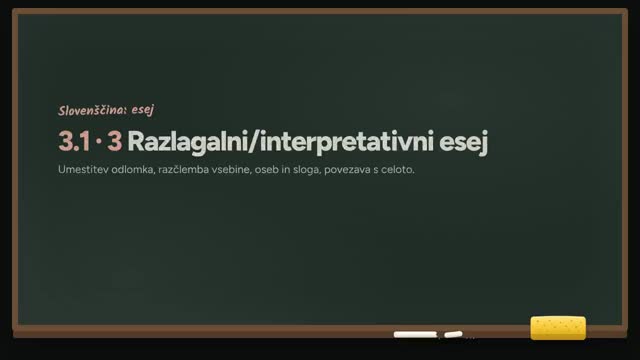 Slovenščina: esej
3.1 · 3 Razlagalni/interpretativni esej
Umestitev odlomka, razčlemba vsebine, oseb in sloga, povezava s celoto.